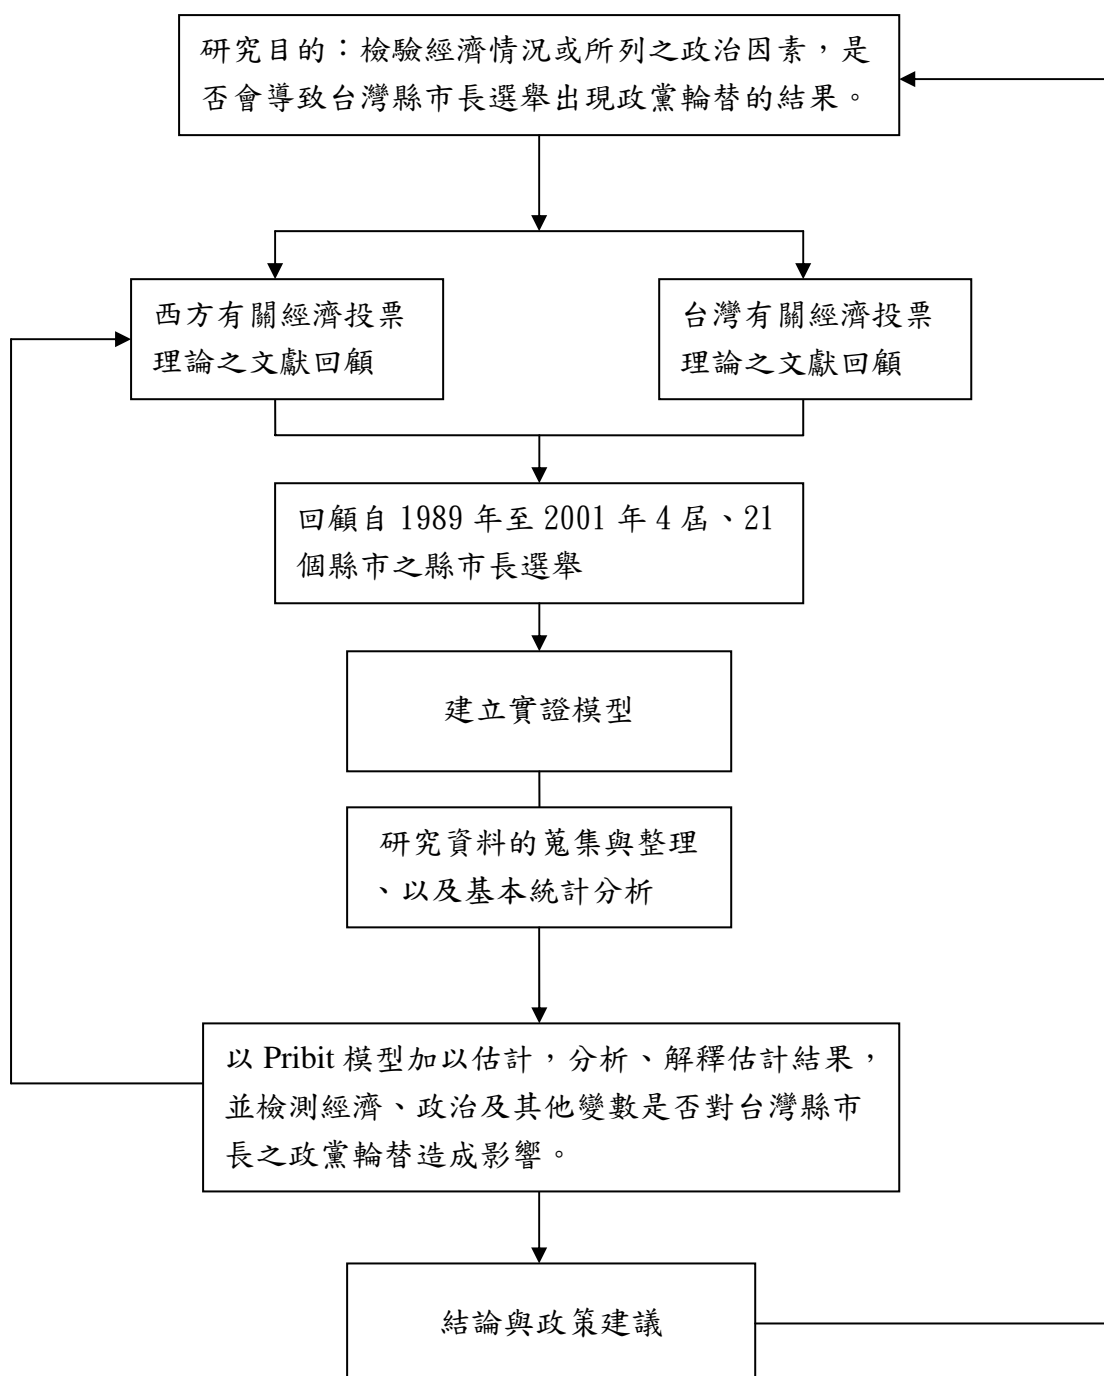 研究目的：檢驗經濟情況或所列之政治因素，是
否會導致台灣縣市長選舉出現政黨輪替的結果。
西方有關經濟投票
理論之文獻回顧
台灣有關經濟投票
理論之文獻回顧
回顧自 1989 年至 2001 年 4 屆、21
個縣市之縣市長選舉
建立實證模型
研究資料的蒐集與整理
、以及基本統計分析
以 Pribit 模型加以估計，分析、解釋估計結果，
並檢測經濟、政治及其他變數是否對台灣縣市
長之政黨輪替造成影響。
結論與政策建議